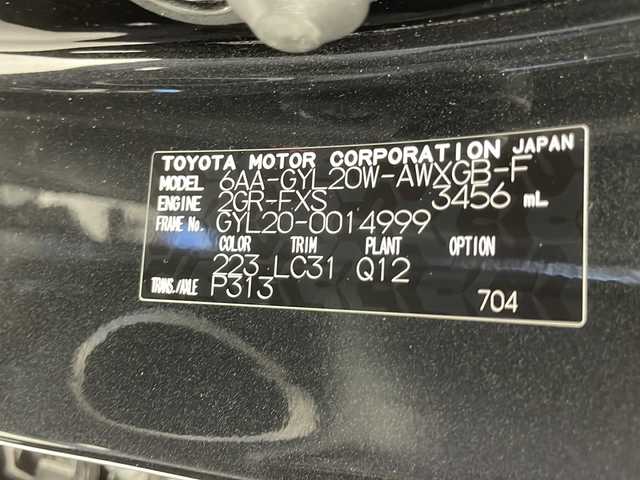 TOYOTA MOTOR CORPORATION JAPAN
MODEL 6AA-GYL20W-AWXGB-F
ENGINE 2GR-FXS 3456 mL
FRAME No. GYL20-0014999
COLOR TRIM PLANT OPTION
223 LC31 Q12
TRANS./AXLE P313 704